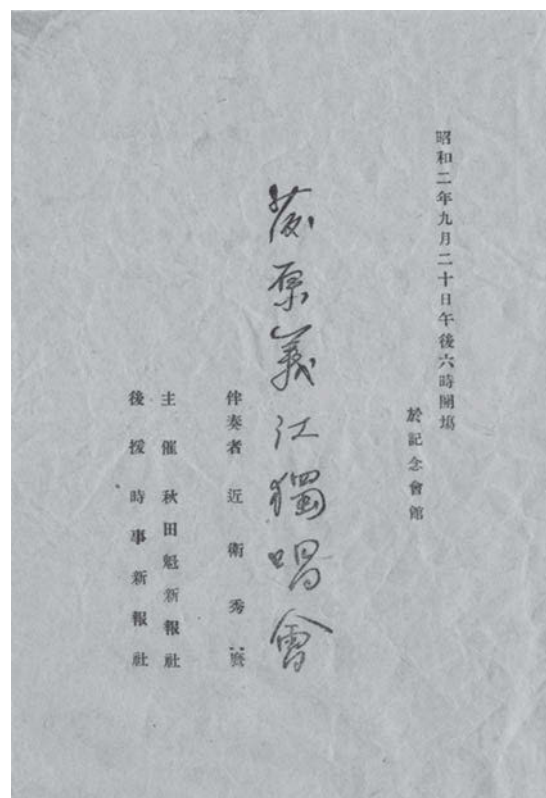 昭和二年九月二十日午後六時開塲
於記念會館
藤原義江獨唱會
伴奏者 近衛秀麿
主催 秋田魁新報社
後援 時事新報社